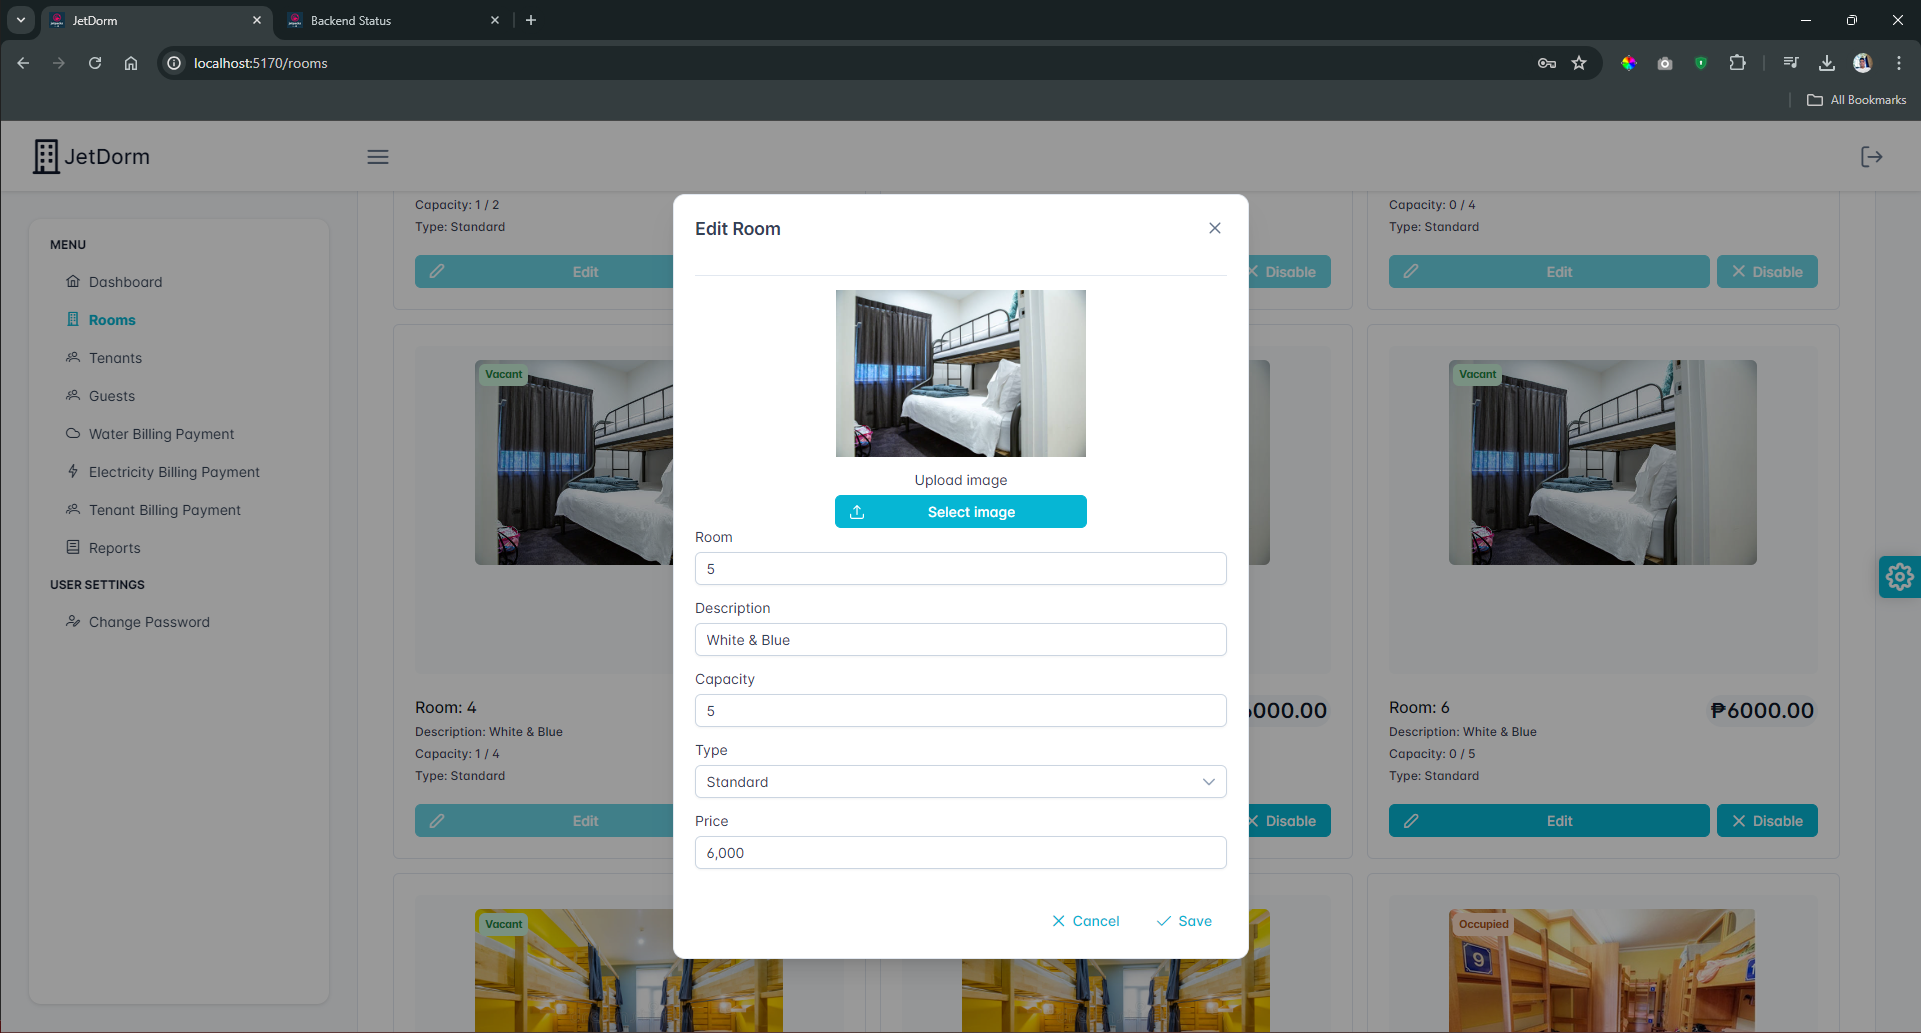 JetDorm
Backend Status
localhost:5170/rooms
All Bookmarks
JetDorm
MENU
Dashboard
Rooms
Tenants
Guests
Water Billing Payment
Electricity Billing Payment
Tenant Billing Payment
Reports
USER SETTINGS
Change Password
Capacity: 1 / 2
Type: Standard
Edit
Disable
Capacity: 0 / 4
Type: Standard
Edit
Disable
Vacant
Room: 4
Description: White & Blue
Capacity: 1 / 4
Type: Standard
Edit
000.00
Disable
Vacant
Room: 6
₱6000.00
Description: White & Blue
Capacity: 0 / 5
Type: Standard
Edit
Disable
Vacant
Occupied
9
Edit Room
Upload image
Select image
Room
5
Description
White & Blue
Capacity
5
Type
Standard
Price
6,000
Cancel
Save